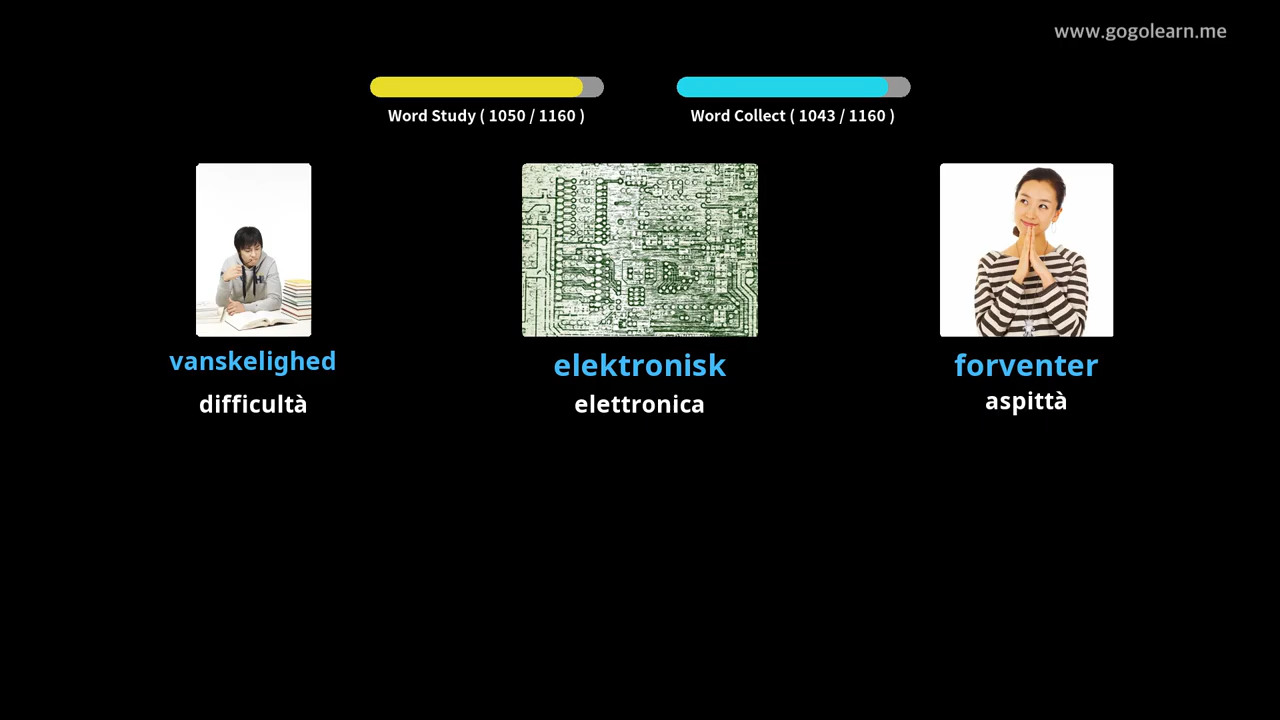 www.gogolearn.me
Word Study ( 1050 / 1160 )
Word Collect ( 1043 / 1160 )
vanskelighed
elektronisk
forventer
difficultà
elettronica
aspittà